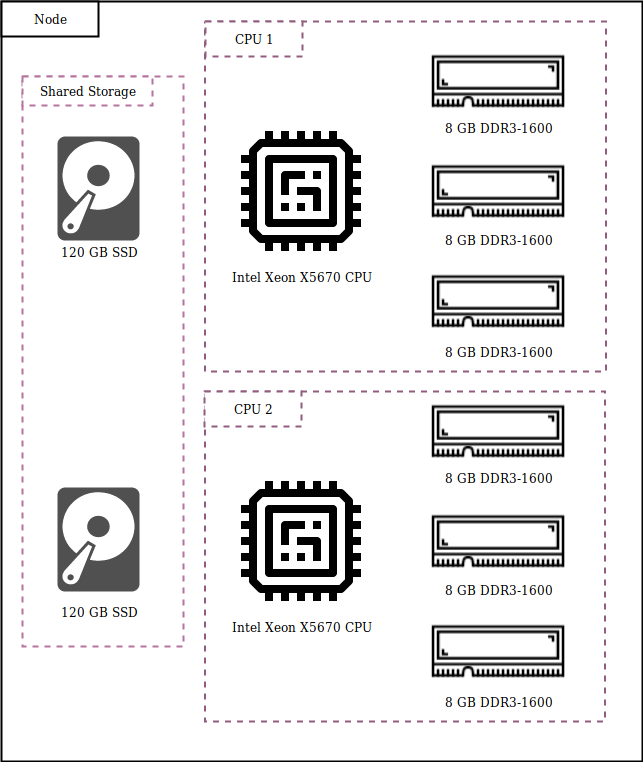 Node
Shared Storage
120 GB SSD
120 GB SSD
CPU 1
Intel Xeon X5670 CPU
8 GB DDR3-1600
8 GB DDR3-1600
8 GB DDR3-1600
CPU 2
Intel Xeon X5670 CPU
8 GB DDR3-1600
8 GB DDR3-1600
8 GB DDR3-1600